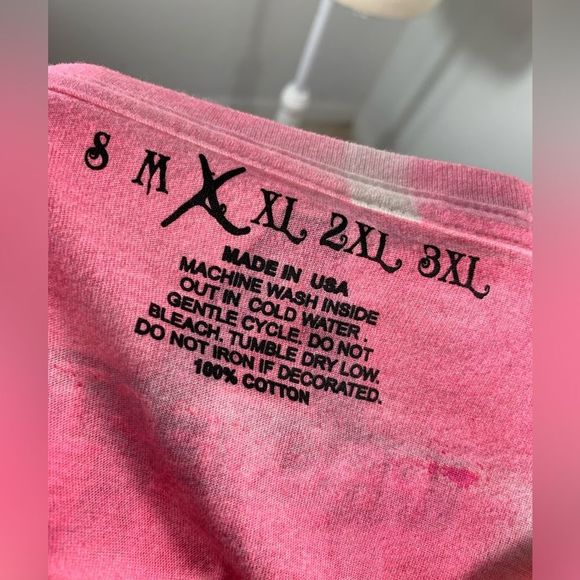 S M L XL 2XL 3XL
MADE IN USA
MACHINE WASH INSIDE
OUT IN COLD WATER .
GENTLE CYCLE. DO NOT
BLEACH. TUMBLE DRY LOW.
DO NOT IRON IF DECORATED.
100% COTTON